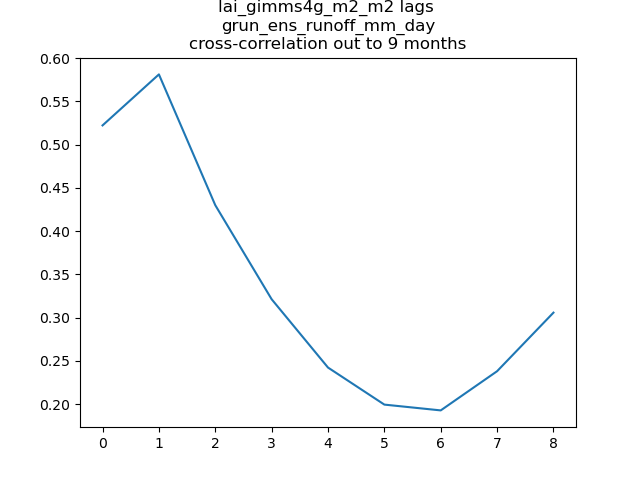 lai_gimms4g_m2_m2 lags
grun_ens_runoff_mm_day
cross-correlation out to 9 months
0.60
0.55
0.50
0.45
0.40
0.35
0.30
0.25
0.20
0 1 2 3 4 5 6 7 8